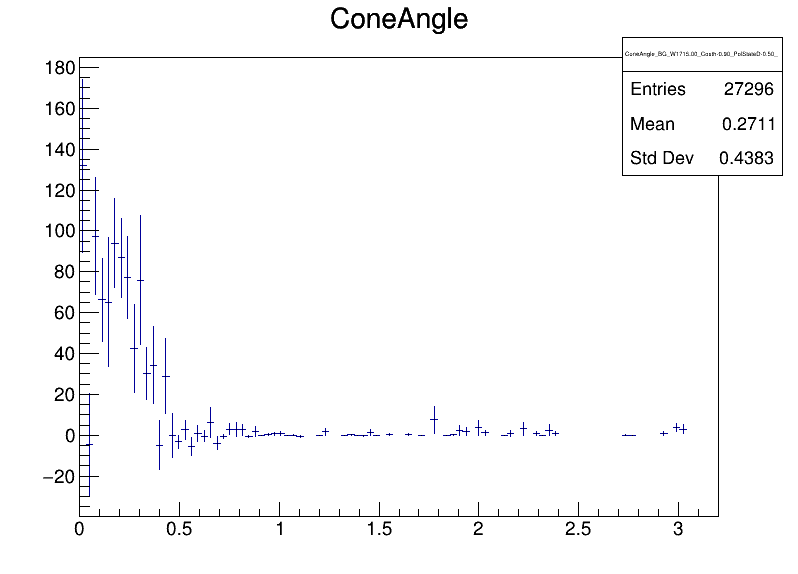 ConeAngle
ConeAngle_BG_W1715.00_Costh-0.90_PolStateD-0.50_
Entries 27296
Mean 0.2711
Std Dev 0.4383
180
160
140
120
100
80
60
40
20
0
−20
0 0.5 1 1.5 2 2.5 3